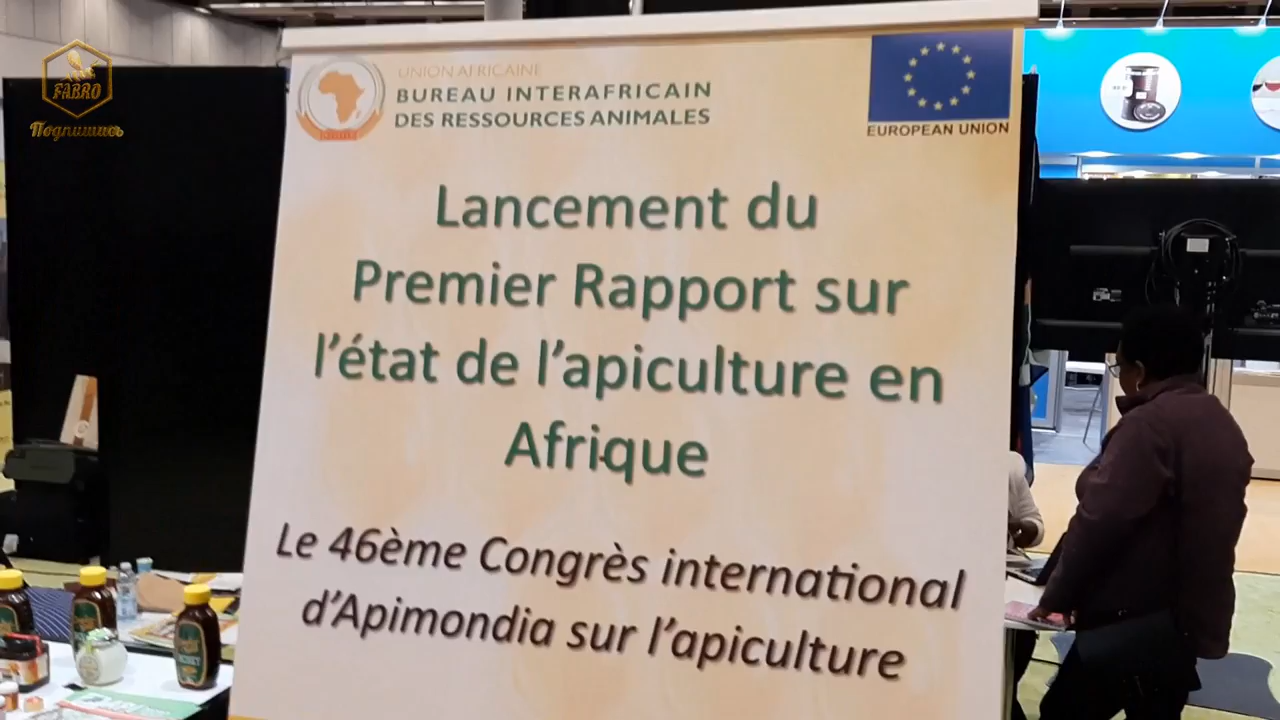 FABRO
Подпишись
UNION AFRICAINE
BUREAU INTERAFRICAIN
DES RESSOURCES ANIMALES
EUROPEAN UNION
Lancement du
Premier Rapport sur
l’état de l’apiculture en
Afrique
Le 46ème Congrès international
d’Apimondia sur l’apiculture